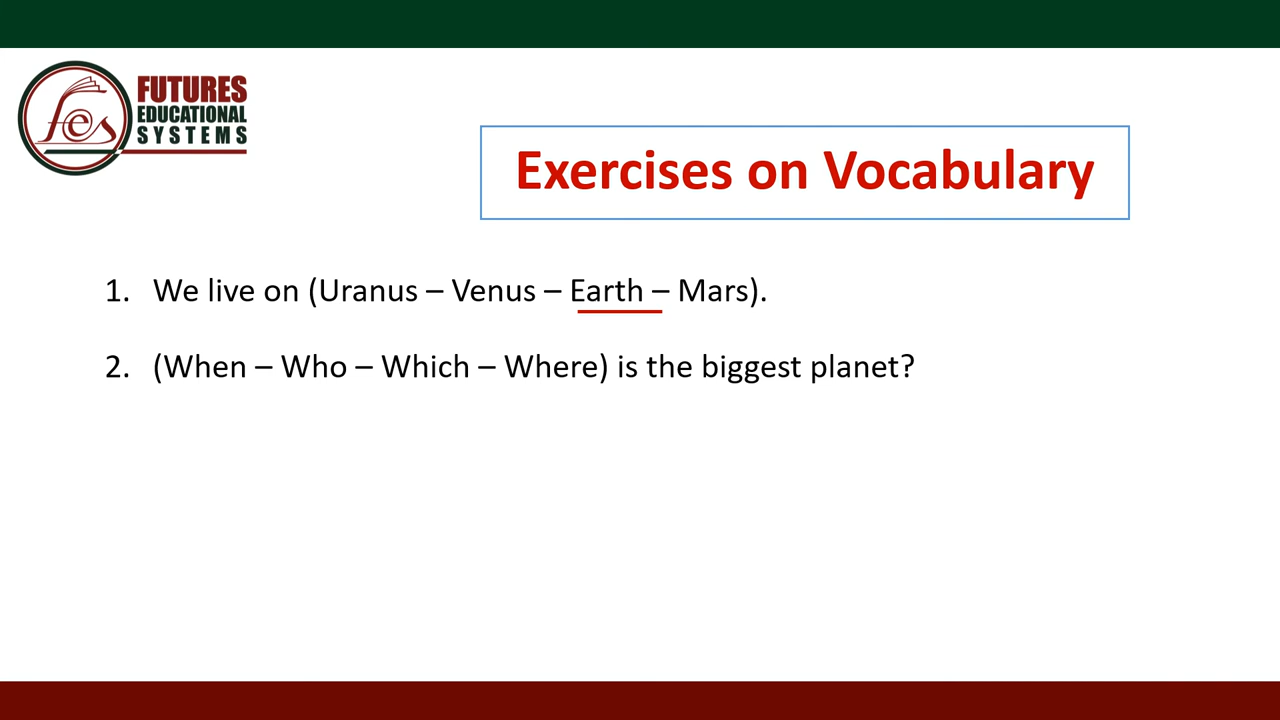 fes
FUTURES
EDUCATIONAL
SYSTEMS
Exercises on Vocabulary
1. We live on (Uranus – Venus – Earth – Mars).
2. (When – Who – Which – Where) is the biggest planet?